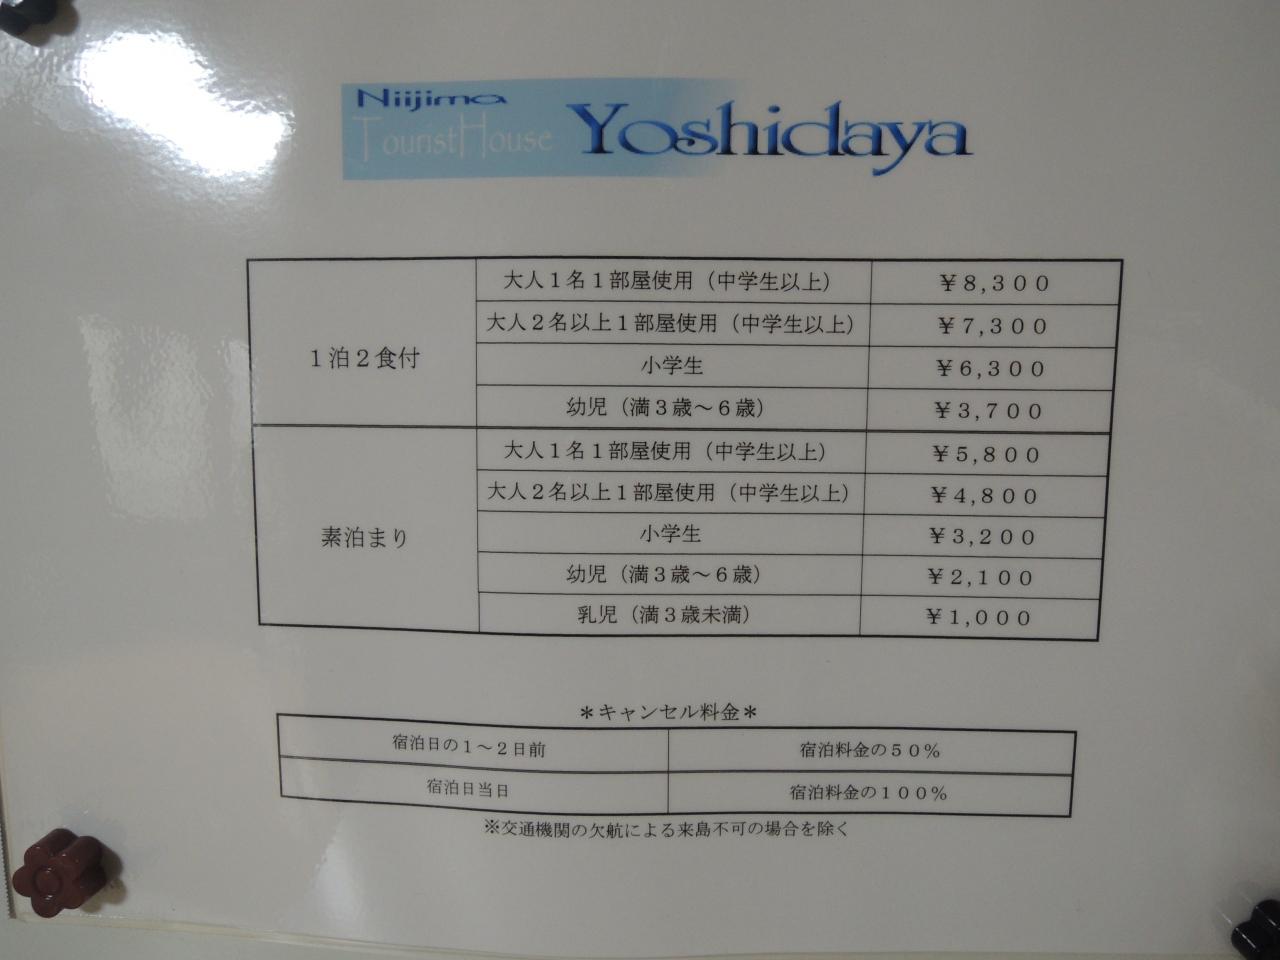 Niijima
TouristHouse
Yoshidaya
1泊2食付
大人1名1部屋使用（中学生以上）　￥8,300
大人2名以上1部屋使用（中学生以上）　￥7,300
小学生　￥6,300
幼児（満3歳～6歳）　￥3,700
素泊まり
大人1名1部屋使用（中学生以上）　￥5,800
大人2名以上1部屋使用（中学生以上）　￥4,800
小学生　￥3,200
幼児（満3歳～6歳）　￥2,100
乳児（満3歳未満）　￥1,000
＊キャンセル料金＊
宿泊日の1～2日前　宿泊料金の50％
宿泊日当日　宿泊料金の100％
※交通機関の欠航による来島不可の場合を除く